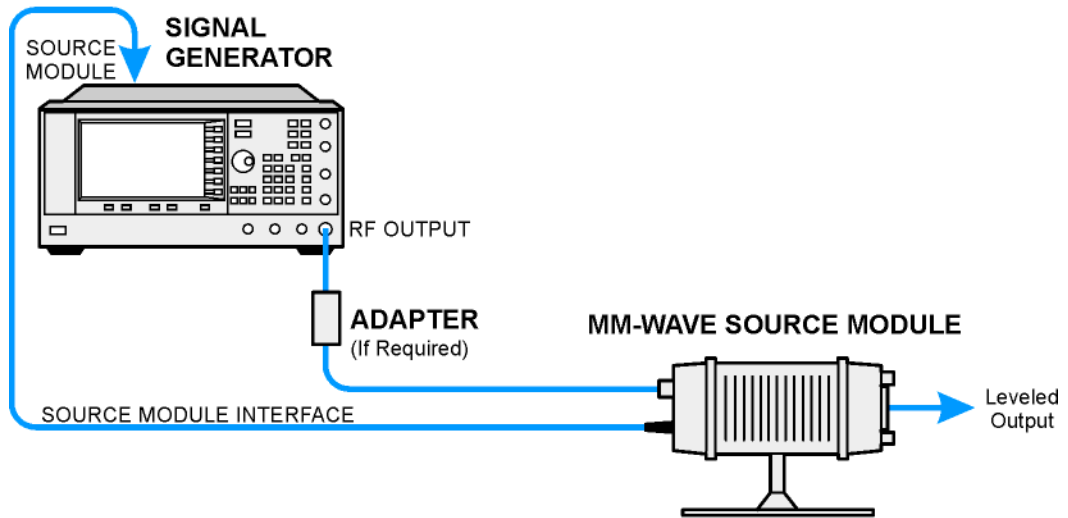 SIGNAL
GENERATOR
SOURCE
MODULE
RF OUTPUT
ADAPTER
(If Required)
MM-WAVE SOURCE MODULE
SOURCE MODULE INTERFACE
Leveled
Output